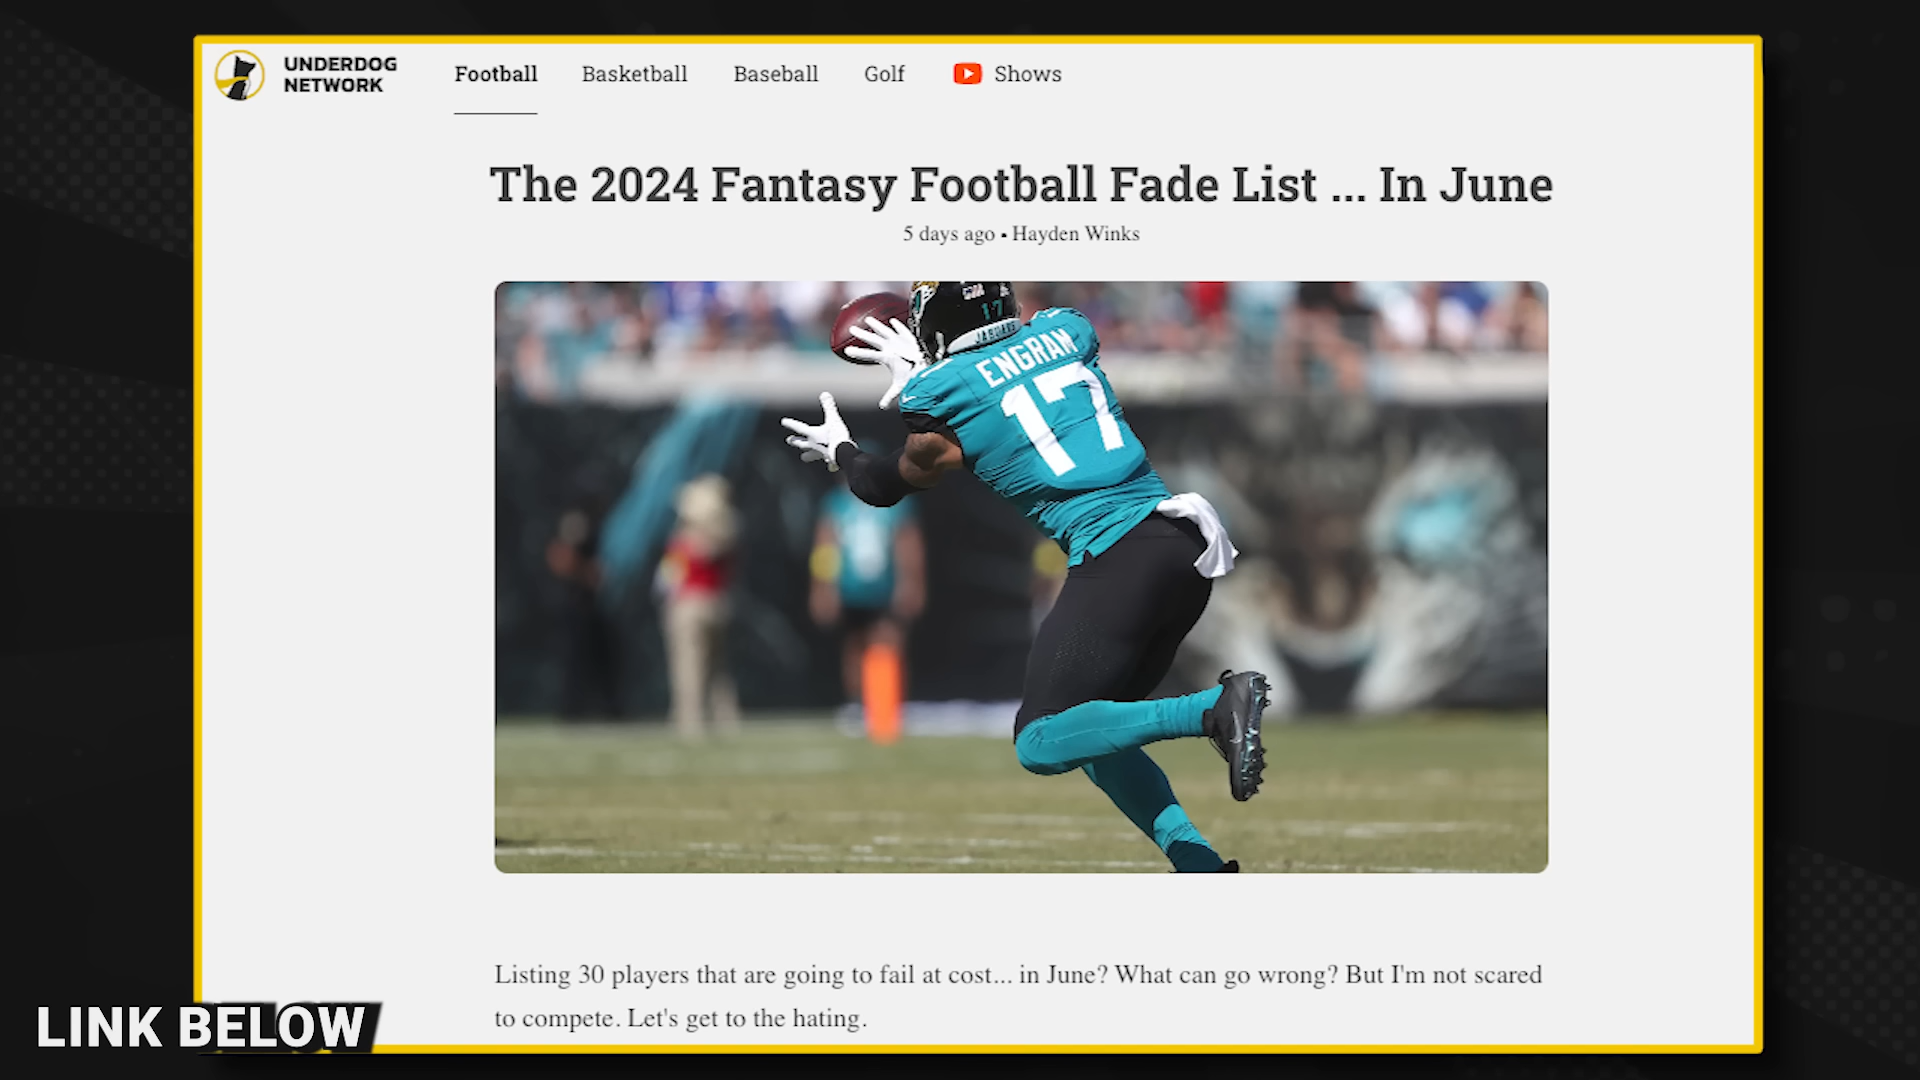 UNDERDOG
NETWORK
Football
Basketball
Baseball
Golf
Shows
The 2024 Fantasy Football Fade List ... In June
5 days ago • Hayden Winks
17
JAGUARS
ENGRAM
17
Listing 30 players that are going to fail at cost... in June? What can go wrong? But I'm not scared
to compete. Let's get to the hating.
LINK BELOW